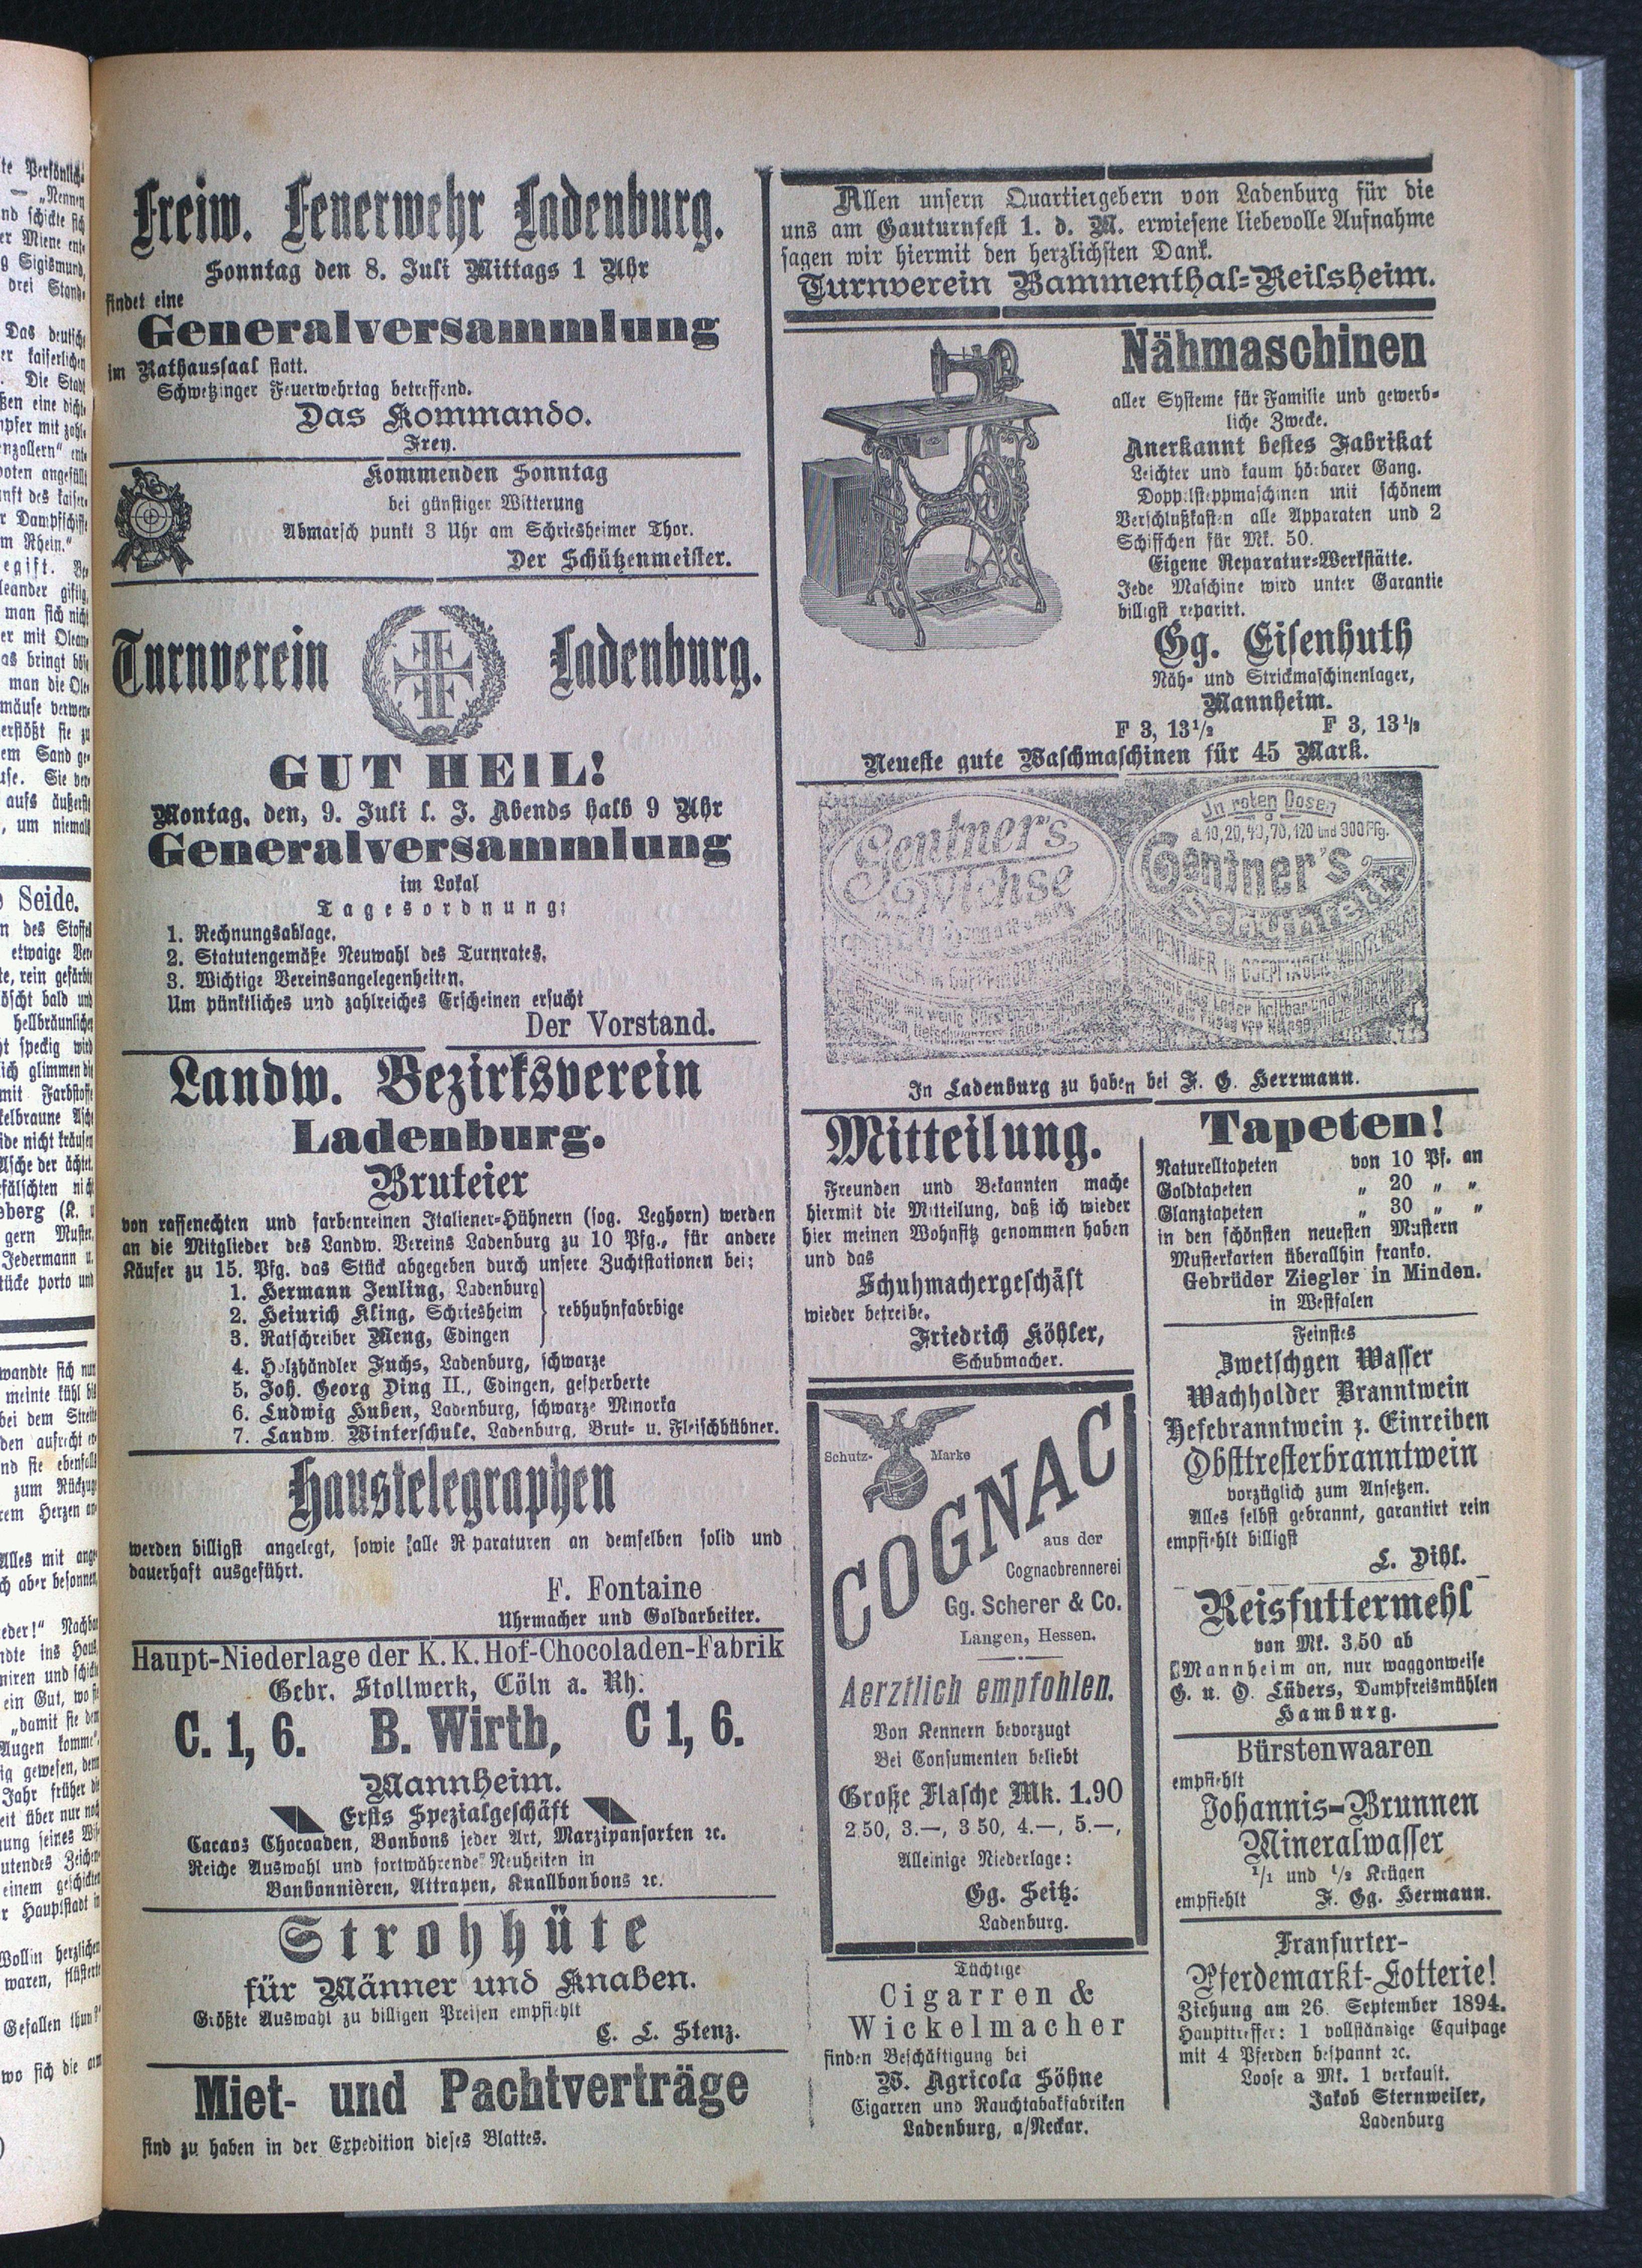 Freiw. Feuerwehr Ladenburg.
Sonntag den 8. Juli Mittags 1 Uhr
findet eine
Generalversammlung
im Rathaussaal statt.
Schwetzinger Feuerwehrtag betreffend.
Das Kommando.
Frey.
Kommenden Sonntag
bei günstiger Witterung
Abmarsch punkt 3 Uhr am Schriesheimer Thor.
Der Schützenmeister.
Turnverein Ladenburg.
GUT HEIL!
Montag, den, 9. Juli l. J. Abends halb 9 Uhr
Generalversammlung
im Lokal
Tagesordnung:
1. Rechnungsablage.
2. Statutengemäße Neuwahl des Turnrates.
3. Wichtige Vereinsangelegenheiten.
Um pünktliches und zahlreiches Erscheinen ersucht
Der Vorstand.
Landw. Bezirksverein
Ladenburg.
Bruteier
von rassenechten und farbenreinen Italiener-Hühnern (sog. Leghorn) werden
an die Mitglieder des Landw. Vereins Ladenburg zu 10 Pfg., für andere
Käufer zu 15. Pfg. das Stück abgegeben durch unsere Zuchtstationen bei:
1. Hermann Jenling, Ladenburg
2. Heinrich Kling, Schriesheim } rebhuhnfabrbige
3. Ratschreiber Meng, Edingen
4. Holzhändler Fuchs, Ladenburg, schwarze
5. Joh. Georg Ding II., Edingen, gesperberte
6. Ludwig Huben, Ladenburg, schwarze Minorka
7. Landw. Winterschule, Ladenburg, Brut- u. Fleischhühner.
Haustelegraphen
werden billigst angelegt, sowie alle R paraturen an demselben solid und
dauerhaft ausgeführt.
F. Fontaine
Uhrmacher und Goldarbeiter.
Haupt-Niederlage der K. K. Hof-Chocoladen-Fabrik
Gebr. Stollwerk, Cöln a. Rh.
C. 1, 6. B. Wirth, C 1, 6.
Mannheim.
Erstes Spezialgeschäft
Cacaos Chocoaden, Bonbons jeder Art, Marzipansorten ꝛc.
Reiche Auswahl und fortwährende Neuheiten in
Bonbonnièren, Attrapen, Knallbonbons ꝛc.
Strohhüte
für Männer und Knaben.
Größte Auswahl zu billigen Preisen empfiehlt
C. L. Stenz.
Miet- und Pachtverträge
sind zu haben in der Expedition dieses Blattes.
Allen unsern Quartiergebern von Ladenburg für die
uns am Gauturnfest 1. d. M. erwiesene liebevolle Aufnahme
sagen wir hiermit den herzlichsten Dank.
Turnverein Bammenthal-Reilsheim.
Nähmaschinen
aller Systeme für Familie und gewerb-
liche Zwecke.
Anerkannt bestes Fabrikat
Leichter und kaum hörbarer Gang.
Doppelsteppmaschinen mit schönem
Verschlußkasten alle Apparaten und 2
Schiffchen für Mk. 50.
Eigene Reparatur-Werkstätte.
Jede Maschine wird unter Garantie
billigst reparirt.
Gg. Eisenhuth
Näh- und Strickmaschinenlager,
Mannheim.
F 3, 13½ F 3, 13½
Neueste gute Waschmaschinen für 45 Mark.
Gentner's
Wichse
In roten Dosen
à 10, 20, 40, 70, 120 und 300 Pfg.
Gentner's
In Ladenburg zu haben bei F. G. Herrmann.
Mitteilung.
Freunden und Bekannten mache
hiermit die Mitteilung, daß ich wieder
hier meinen Wohnsitz genommen haben
und das
Schuhmachergeschäft
wieder betreibe.
Friedrich Köhler,
Schuhmacher.
Schutz- Marke
COGNAC
aus der
Cognacbrennerei
Gg. Scherer & Co.
Langen, Hessen.
Aerztlich empfohlen.
Von Kennern bevorzugt
Bei Consumenten beliebt
Große Flasche Mk. 1.90
2 50, 3.—, 3 50, 4.—, 5.—,
Alleinige Niederlage:
Gg. Seitz.
Ladenburg.
Tüchtige
Cigarren &
Wickelmacher
finden Beschäftigung bei
W. Agricola Söhne
Cigarren und Rauchtabakfabriken
Ladenburg, a/Neckar.
Tapeten!
Naturelltapeten von 10 Pf. an
Goldtapeten „ 20 „ „
Glanztapeten „ 30 „ „
in den schönsten neuesten Mustern
Musterkarten überallhin franko.
Gebrüder Ziegler in Minden.
in Westfalen
Feinstes
Zwetschgen Wasser
Wachholder Branntwein
Hefebranntwein z. Einreiben
Obsttresterbranntwein
vorzüglich zum Ansetzen.
Alles selbst gebrannt, garantirt rein
empfiehlt billigst
L. Dihl.
Reisfuttermehl
von Mk. 3,50 ab
Mannheim an, nur waggonweise
G. u. O. Lüders, Dampfreismühlen
Hamburg.
Bürstenwaaren
empfiehlt
Johannis-Brunnen
Mineralwasser
1/1 und ½ Krügen
empfiehlt F. Gg. Hermann.
Franfurter-
Pferdemarkt-Lotterie!
Ziehung am 26. September 1894.
Haupttreffer: 1 vollständige Equipage
mit 4 Pferden bespannt ꝛc.
Loose a Mk. 1 verkauft.
Jakob Sternweiler,
Ladenburg